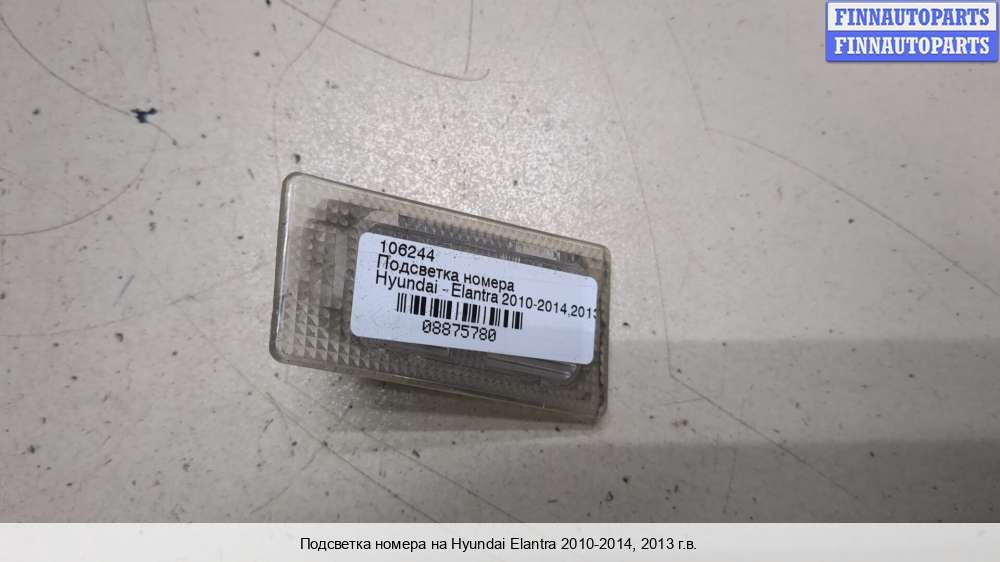 FINNAUTOPARTS
FINNAUTOPARTS
106244
Подсветка номера
Hyundai - Elantra 2010-2014,2013
08875780
Подсветка номера на Hyundai Elantra 2010-2014, 2013 г.в.